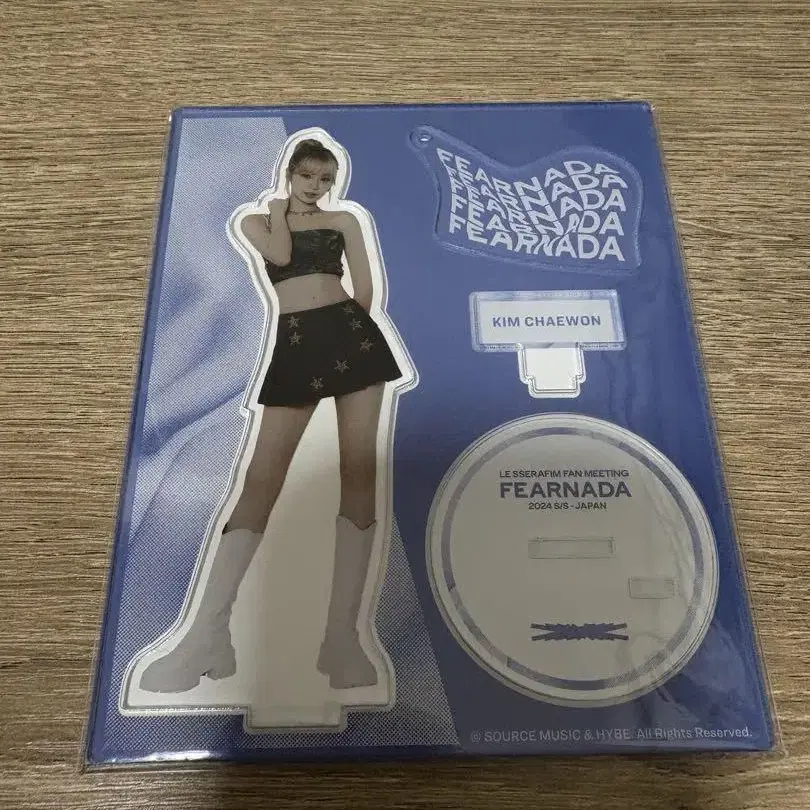 FEARNADA
FEARNADA
FEARNADA
FEARNADA
FEARNADA
KIM CHAEWON
LE SSERAFIM FAN MEETING
FEARNADA
2024 S/S - JAPAN
© SOURCE MUSIC & HYBE. All Rights Reserved.